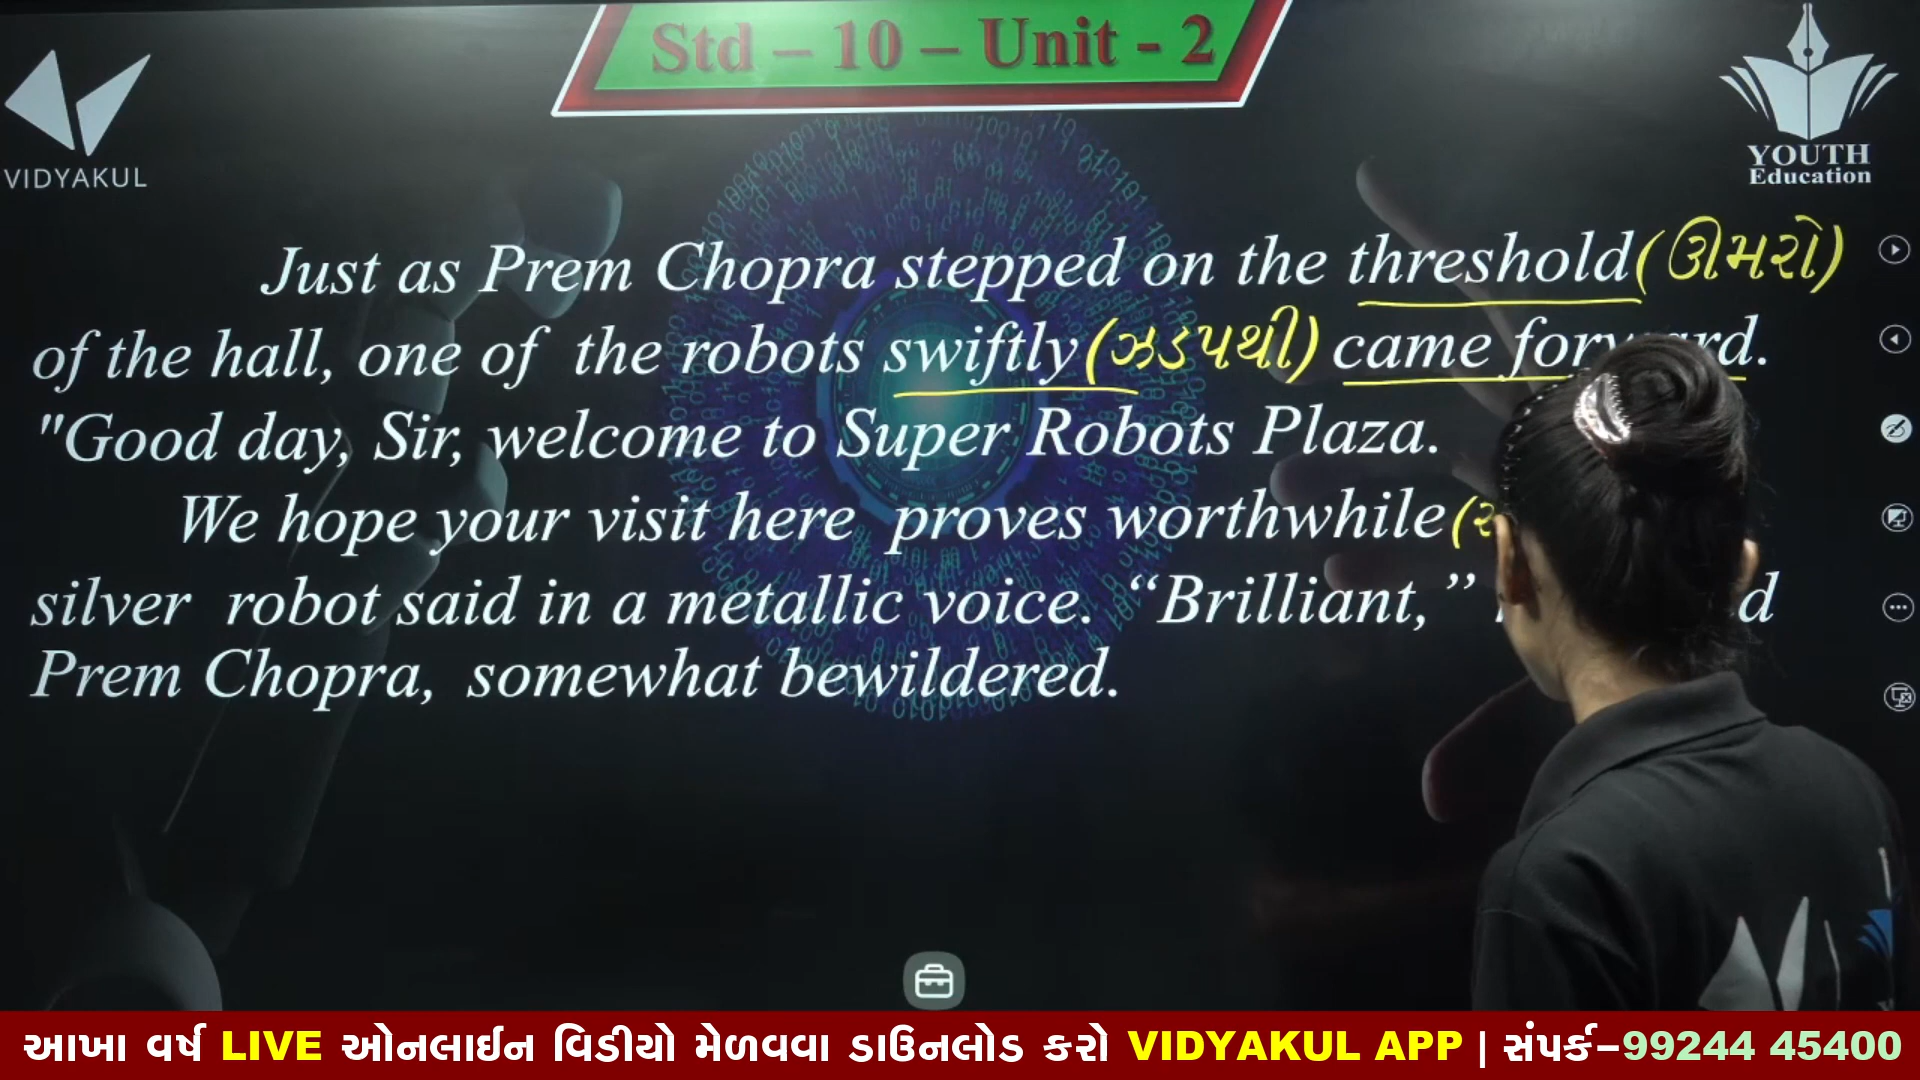 Std – 10 – Unit - 2
VIDYAKUL
YOUTH
Education
Just as Prem Chopra stepped on the threshold (ઊમરો)
of the hall, one of the robots swiftly (ઝડપથી) came forward.
"Good day, Sir, welcome to Super Robots Plaza.
We hope your visit here proves worthwhile (
silver robot said in a metallic voice. “Brilliant,”
Prem Chopra, somewhat bewildered.
આખા વર્ષ LIVE ઓનલાઈન વિડીયો મેળવવા ડાઉનલોડ કરો VIDYAKUL APP | સંપર્ક–99244 45400